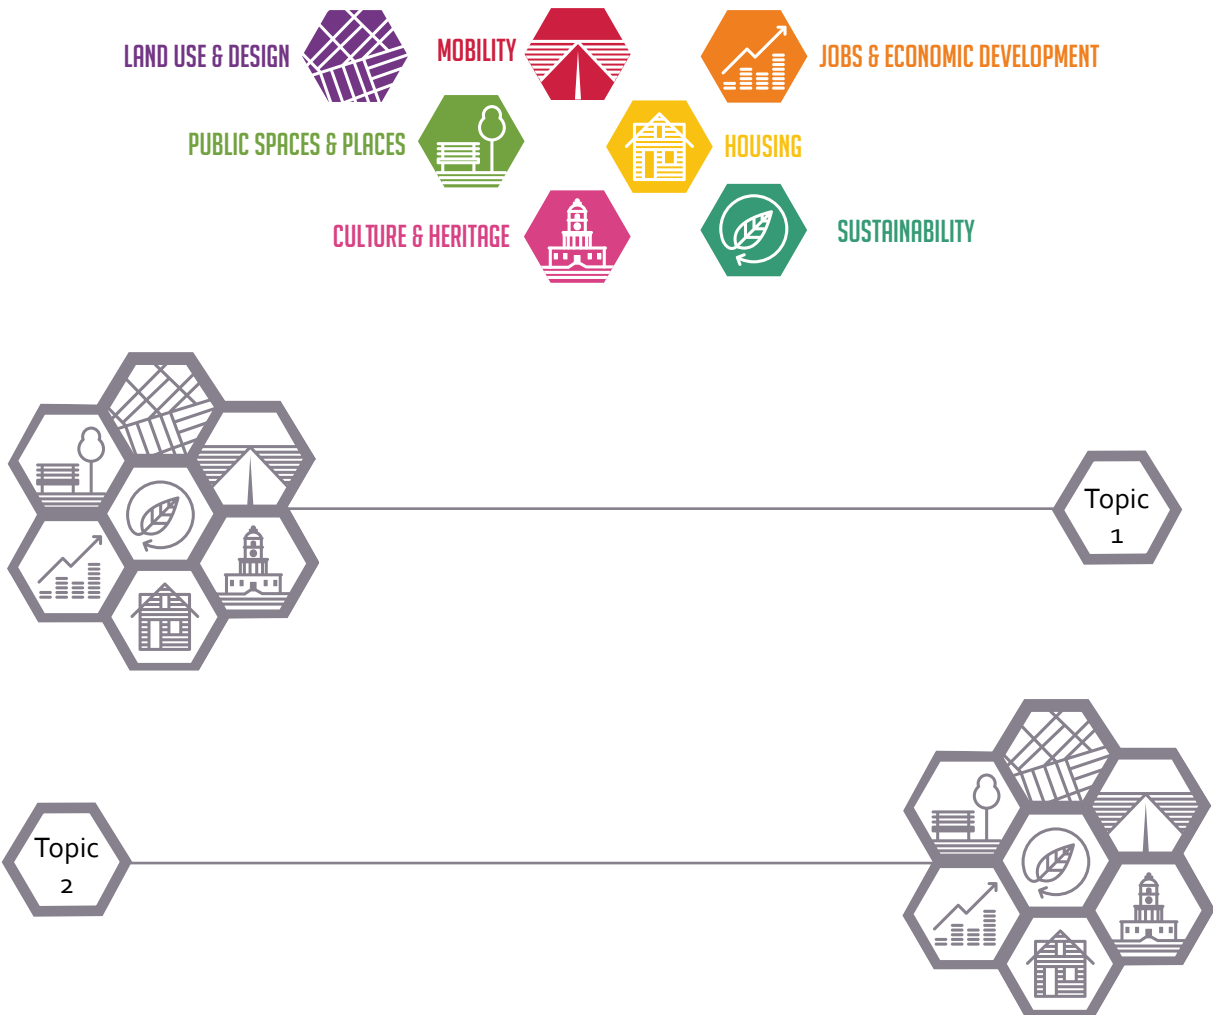 LAND USE & DESIGN
MOBILITY
JOBS & ECONOMIC DEVELOPMENT
PUBLIC SPACES & PLACES
HOUSING
CULTURE & HERITAGE
SUSTAINABILITY
Topic
1
Topic
2